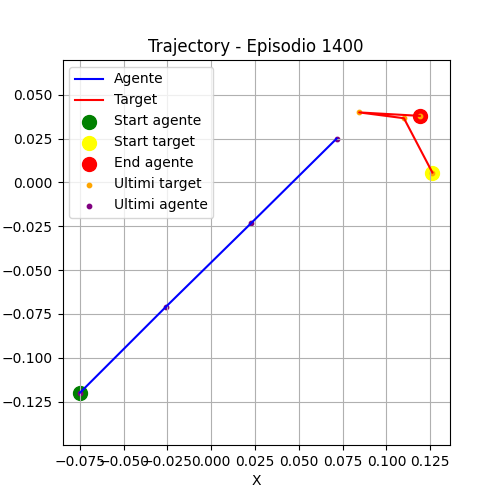 Trajectory - Episodio 1400
Agente
Target
Start agente
Start target
End agente
Ultimi target
Ultimi agente
0.050
0.025
0.000
−0.025
−0.050
−0.075
−0.100
−0.125
−0.075 −0.050 −0.025 0.000 0.025 0.050 0.075 0.100 0.125
X